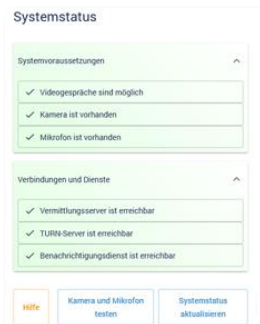 Systemstatus
Systemvoraussetzungen
Videogespräche sind möglich
Kamera ist vorhanden
Mikrofon ist vorhanden
Verbindungen und Dienste
Vermittlungsserver ist erreichbar
TURN-Server ist erreichbar
Benachrichtigungsdienst ist erreichbar
Hilfe
Kamera und Mikrofon
testen
Systemstatus
aktualisieren